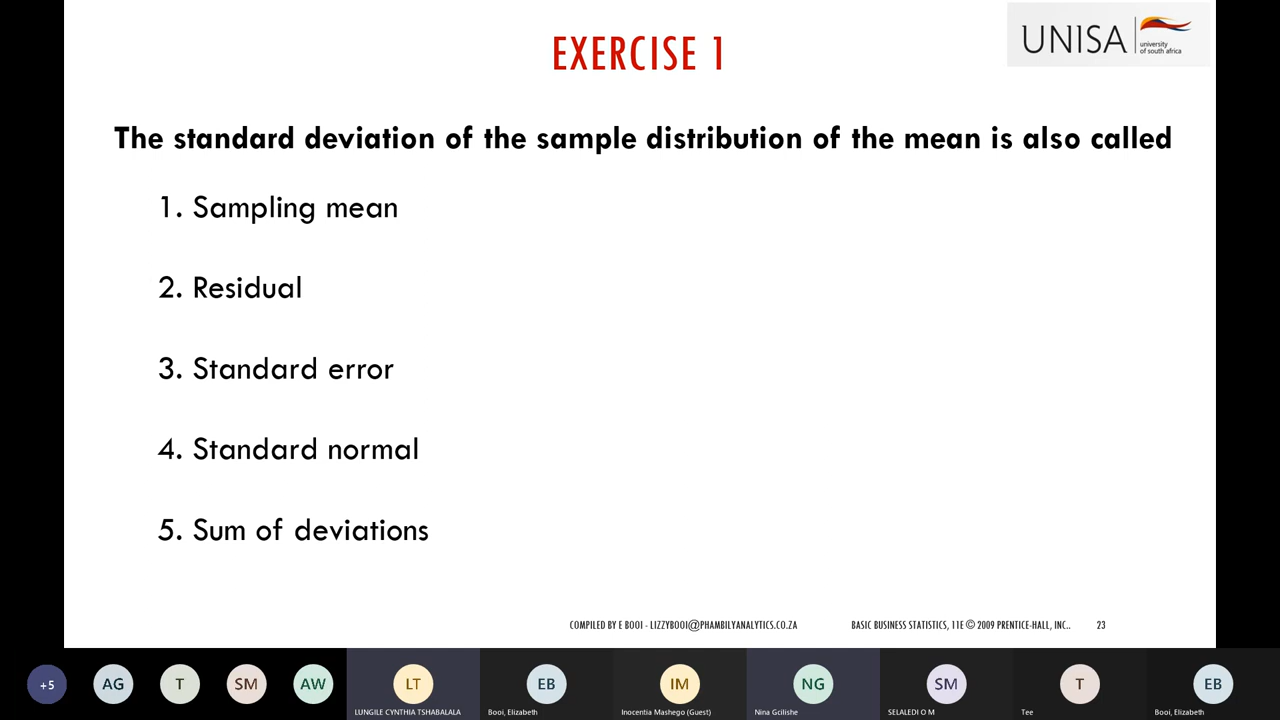 EXERCISE 1
UNISA
university
of south africa
The standard deviation of the sample distribution of the mean is also called
1. Sampling mean
2. Residual
3. Standard error
4. Standard normal
5. Sum of deviations
COMPILED BY E BOOI - LIZZYBOOI@PHAMBILYANALYTICS.CO.ZA BASIC BUSINESS STATISTICS, 11E © 2009 PRENTICE-HALL, INC.. 23
+5 AG T SM AW LT EB IM NG SM T EB
LUNGILE CYNTHIA TSHABALALA Booi, Elizabeth Inocentia Mashego (Guest) Nina Gcilishe SELALEDI O M Tee Booi, Elizabeth